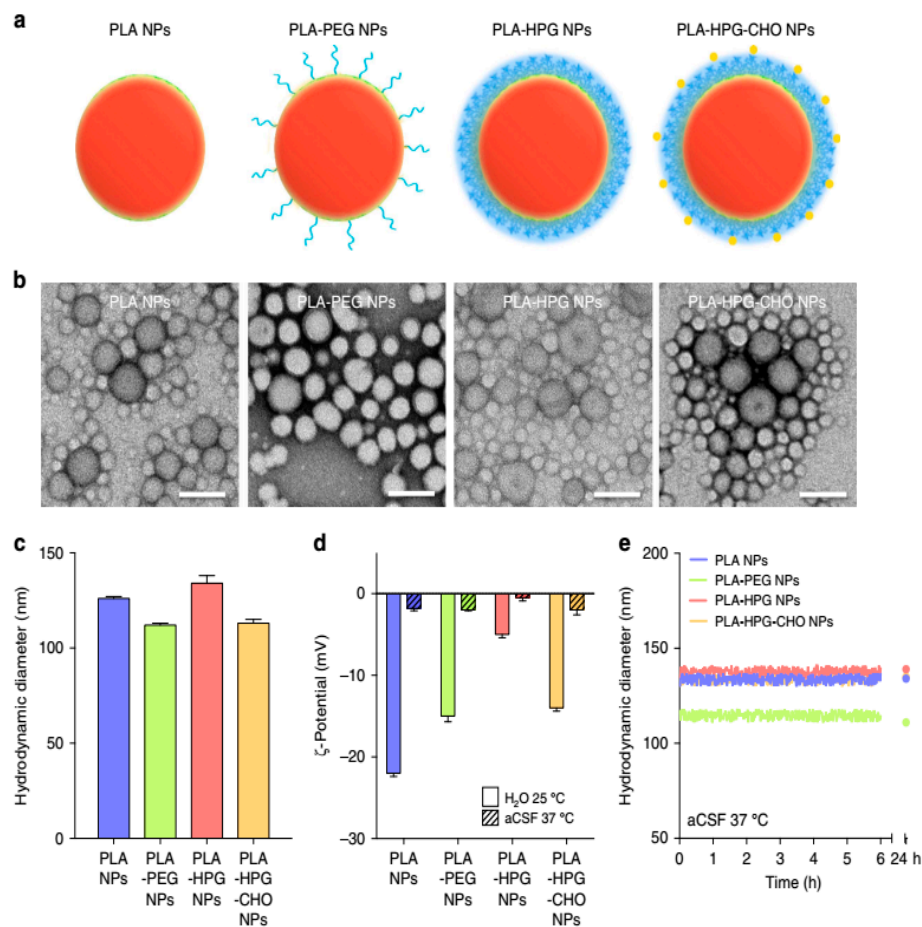 a
PLA NPs PLA-PEG NPs PLA-HPG NPs PLA-HPG-CHO NPs
b
PLA NPs PLA-PEG NPs PLA-HPG NPs PLA-HPG-CHO NPs
c
150
100
50
0
Hydrodynamic diameter (nm)
PLA
NPs
PLA
-PEG
NPs
PLA
-HPG
NPs
PLA
-HPG
-CHO
NPs
d
0
−10
−20
−30
ζ-Potential (mV)
H₂O 25 ºC
aCSF 37 ºC
PLA
NPs
PLA
-PEG
NPs
PLA
-HPG
NPs
PLA
-HPG
-CHO
NPs
e
200
150
100
50
Hydrodynamic diameter (nm)
PLA NPs
PLA-PEG NPs
PLA-HPG NPs
PLA-HPG-CHO NPs
aCSF 37 ºC
0 1 2 3 4 5 6 24 h
Time (h)